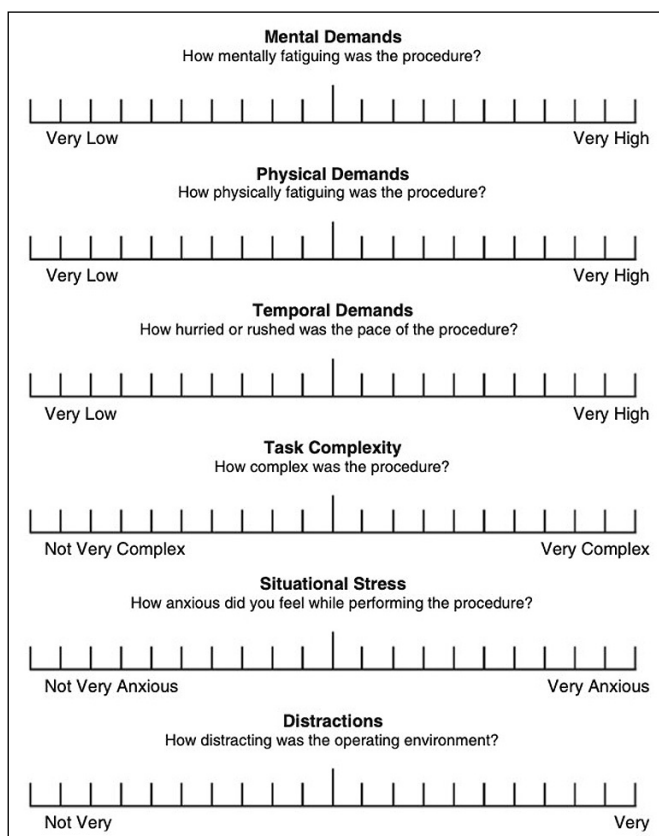 Mental Demands
How mentally fatiguing was the procedure?
Very Low Very High
Physical Demands
How physically fatiguing was the procedure?
Very Low Very High
Temporal Demands
How hurried or rushed was the pace of the procedure?
Very Low Very High
Task Complexity
How complex was the procedure?
Not Very Complex Very Complex
Situational Stress
How anxious did you feel while performing the procedure?
Not Very Anxious Very Anxious
Distractions
How distracting was the operating environment?
Not Very Very